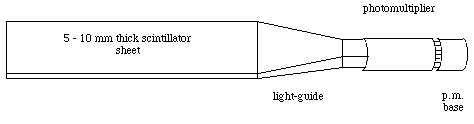 photomultiplier
5 - 10 mm thick scintillator
sheet
light-guide
p.m.
base